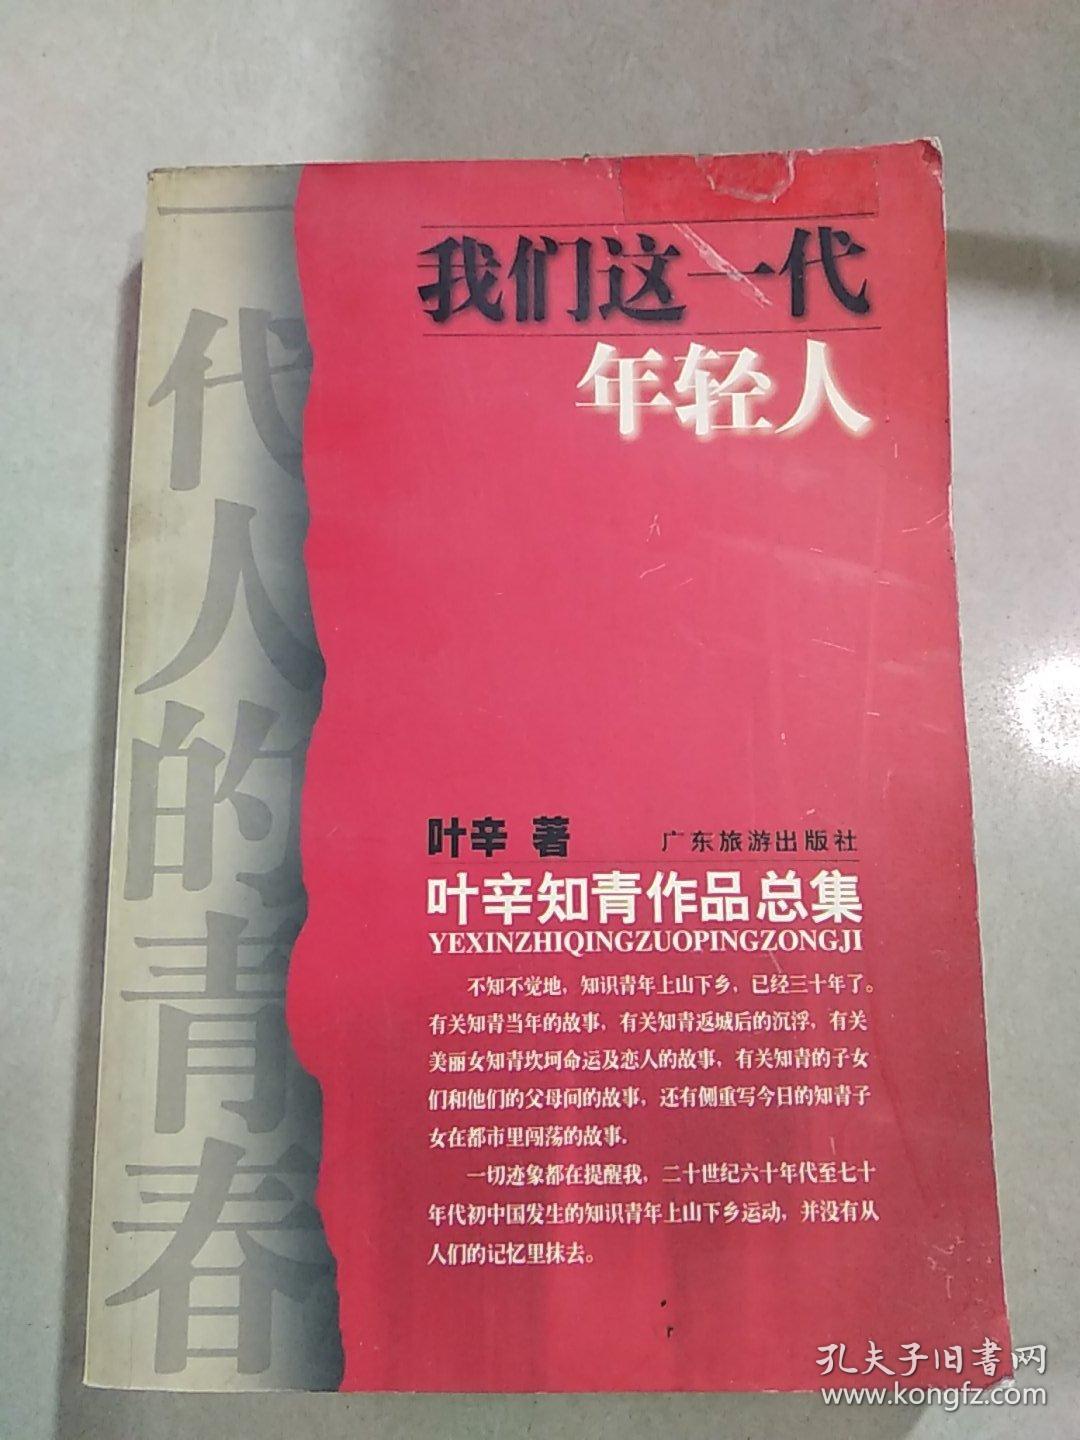 一代人的青春
我们这一代
年轻人
叶辛 著 广东旅游出版社
叶辛知青作品总集
YEXINZHIQINGZUOPINGZONGJI
不知不觉地，知识青年上山下乡，已经三十年了。
有关知青当年的故事，有关知青返城后的沉浮，有关
美丽女知青坎坷命运及恋人的故事，有关知青的子女
们和他们的父母间的故事，还有侧重写今日的知青子
女在都市里闯荡的故事.
一切迹象都在提醒我，二十世纪六十年代至七十
年代初中国发生的知识青年上山下乡运动，并没有从
人们的记忆里抹去。
孔夫子旧书网
www.kongfz.com